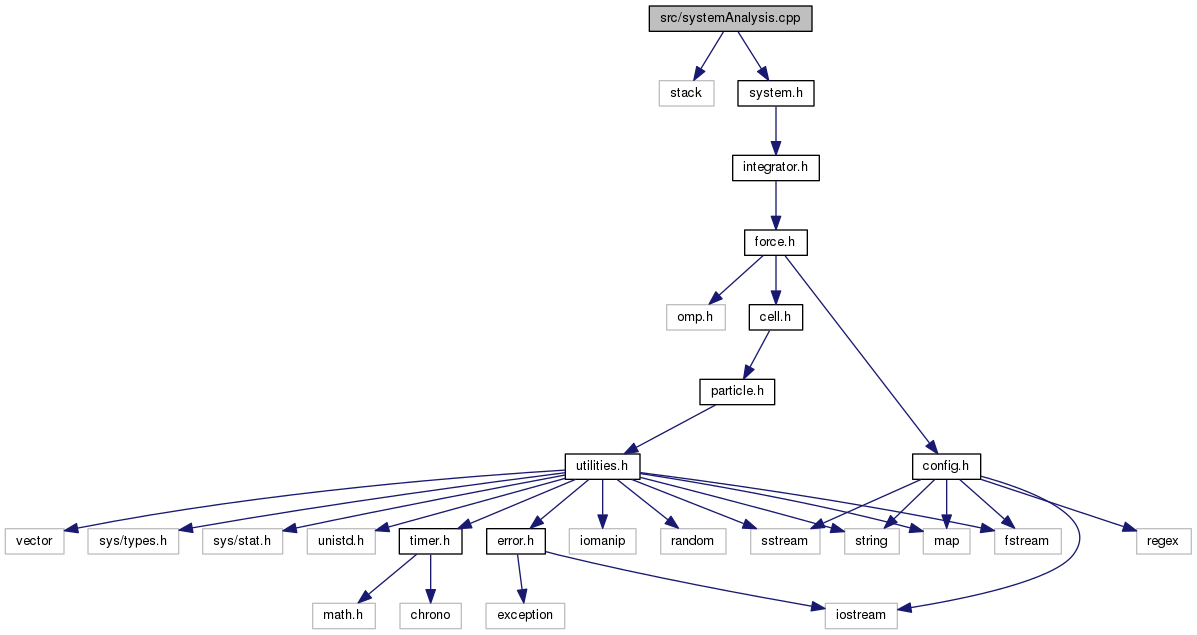 src/systemAnalysis.cpp
stack
system.h
integrator.h
force.h
omp.h
cell.h
particle.h
utilities.h
config.h
vector
sys/types.h
sys/stat.h
unistd.h
timer.h
error.h
iomanip
random
sstream
string
map
fstream
regex
math.h
chrono
exception
iostream